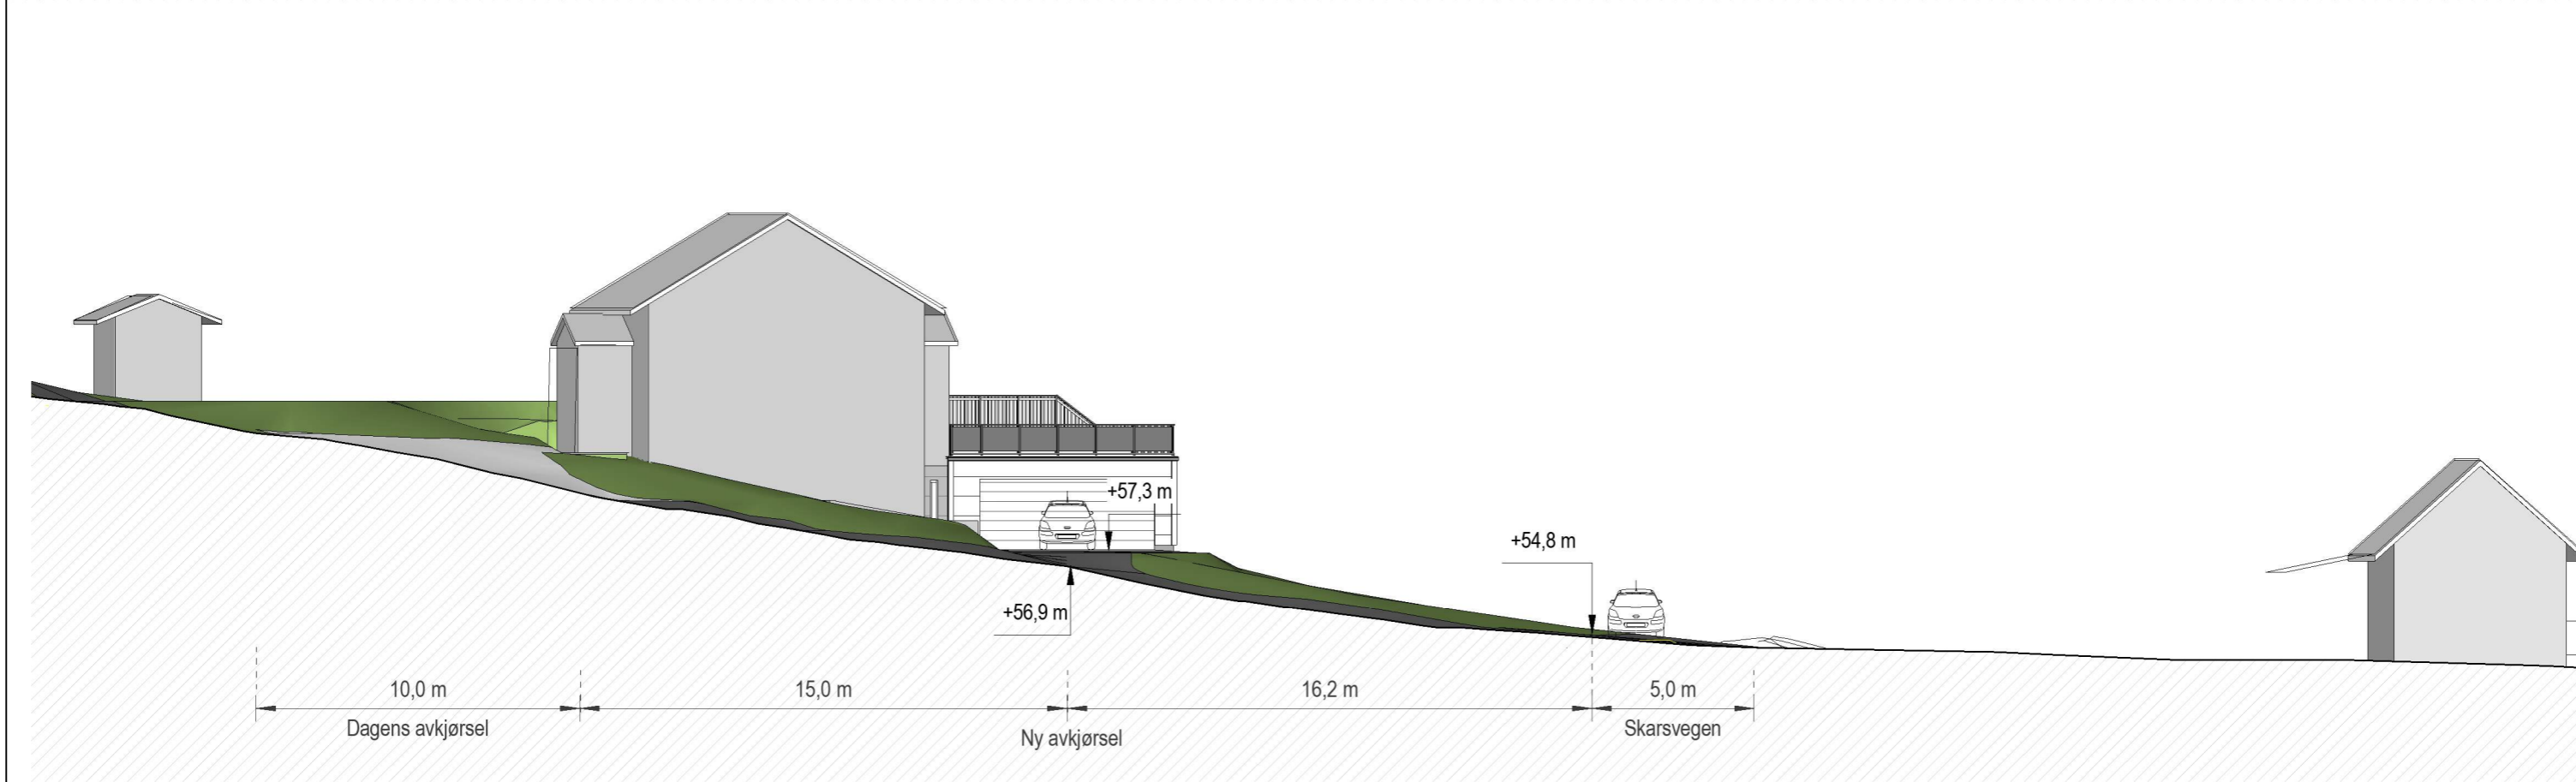 +57,3 m
+54,8 m
+56,9 m
10,0 m
15,0 m
16,2 m
5,0 m
Dagens avkjørsel
Ny avkjørsel
Skarsvegen